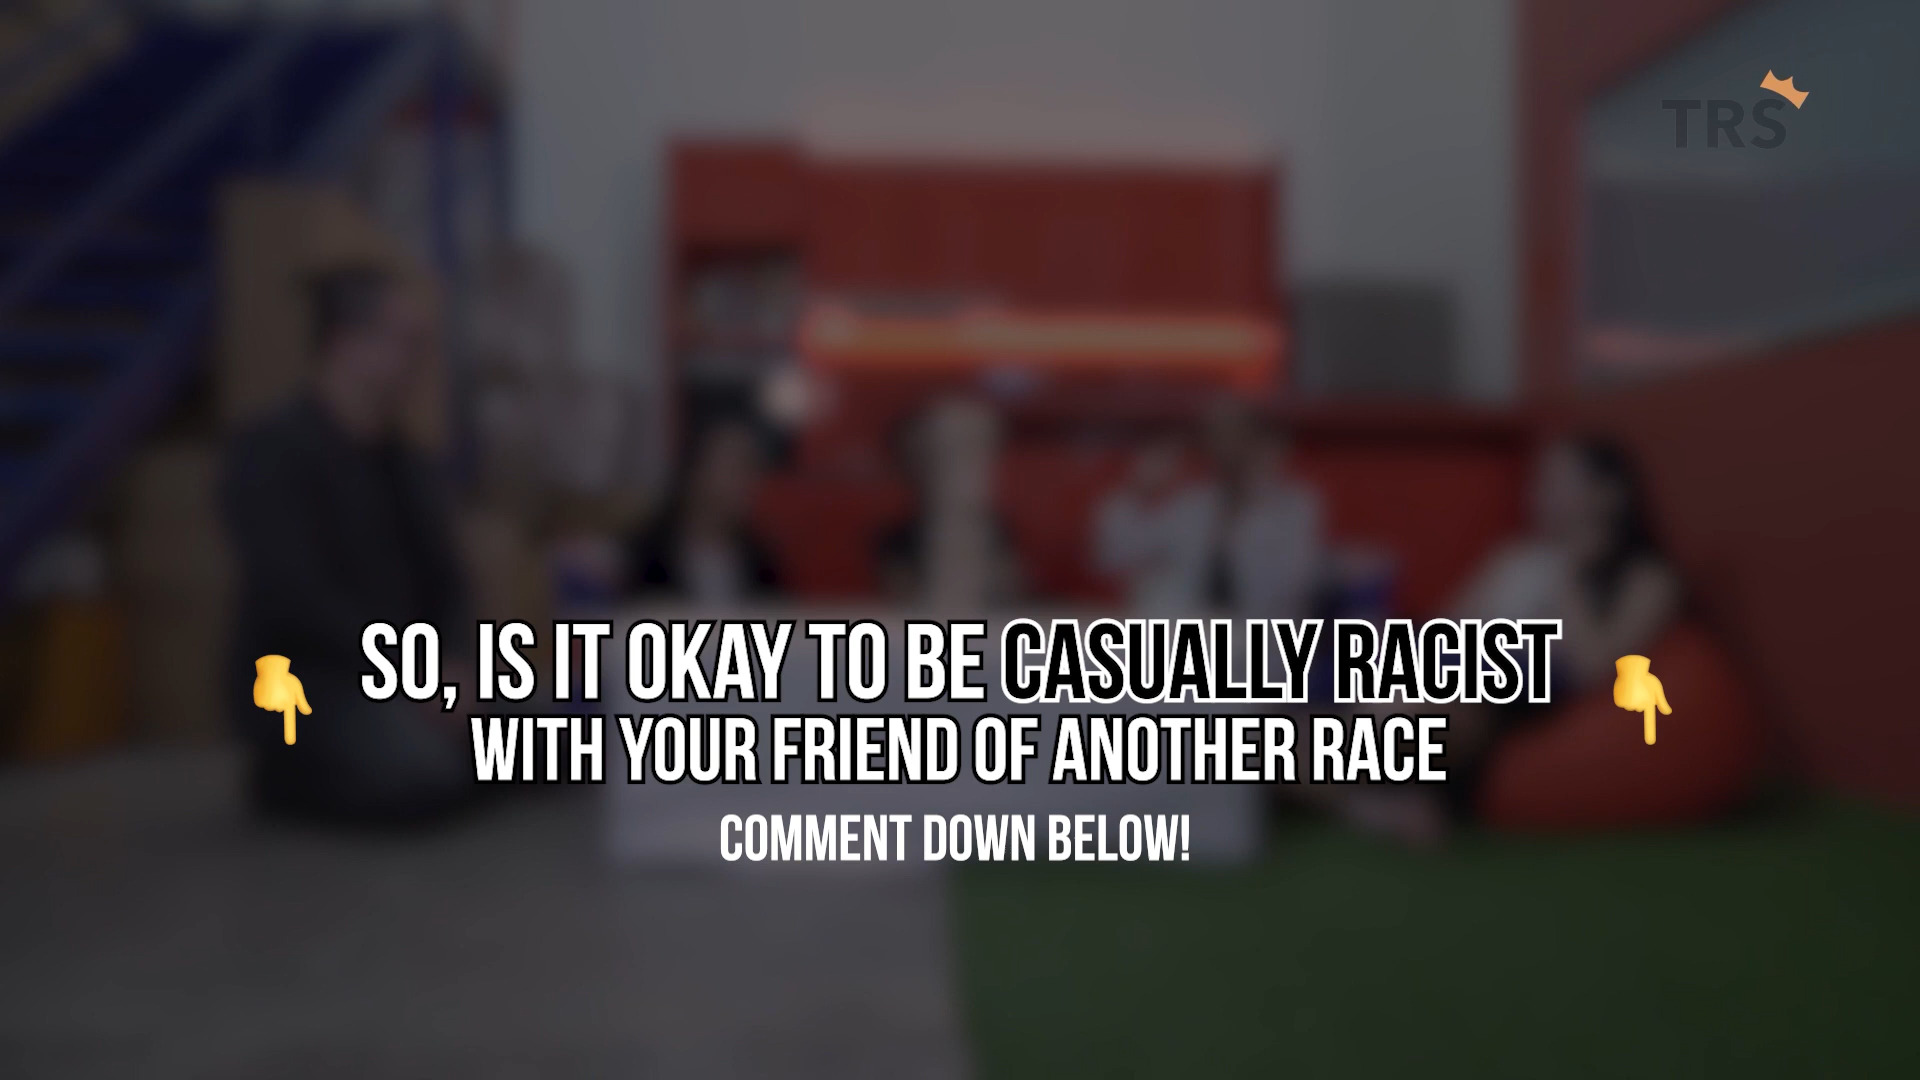 TRS
SO, IS IT OKAY TO BE CASUALLY RACIST
WITH YOUR FRIEND OF ANOTHER RACE
COMMENT DOWN BELOW!